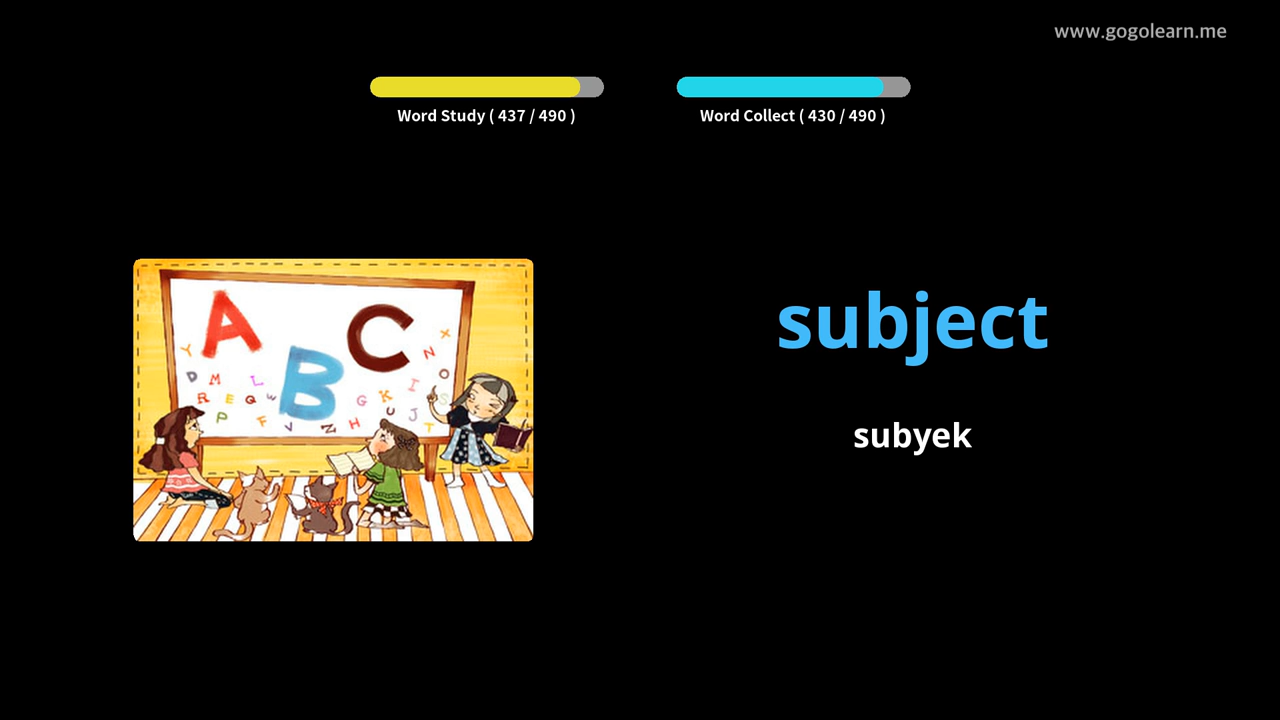 www.gogolearn.me
Word Study ( 437 / 490 )
Word Collect ( 430 / 490 )
A
B
C
Y
X
N
D M L O
R E Q W G K I S
P F V Z H U J T
subject
subyek